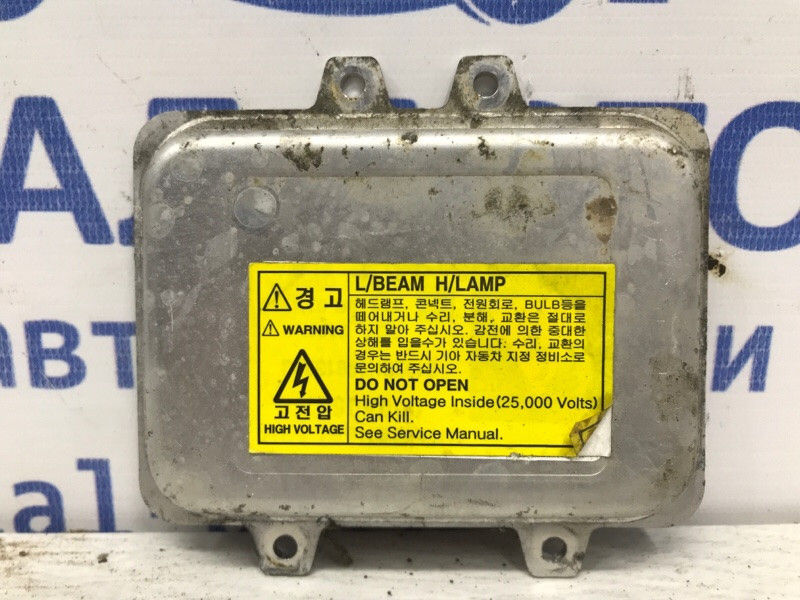 경고
WARNING
고전압
HIGH VOLTAGE
L/BEAM H/LAMP
헤드램프, 콘넥트, 전원회로, BULB등을
떼어내거나 수리, 분해, 교환은 절대로
하지 말아 주십시오. 감전에 의한 중대한
상해를 입을수가 있습니다. 수리, 교환의
경우는 반드시 기아 자동차 지정 정비소로
문의하여 주십시오.
DO NOT OPEN
High Voltage Inside(25,000 Volts)
Can Kill.
See Service Manual.